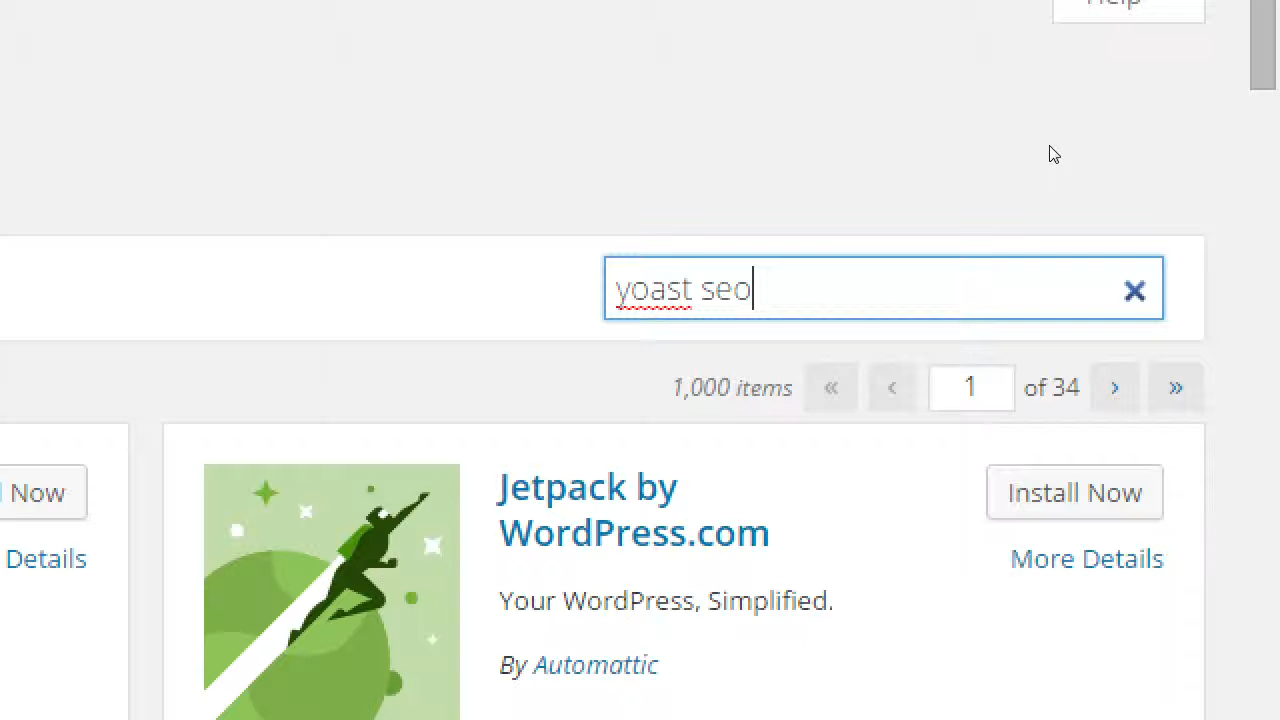 Help
yoast seo
1,000 items « ‹ 1 of 34 › »
Now
Details
Jetpack by
WordPress.com
Install Now
More Details
Your WordPress, Simplified.
By Automattic